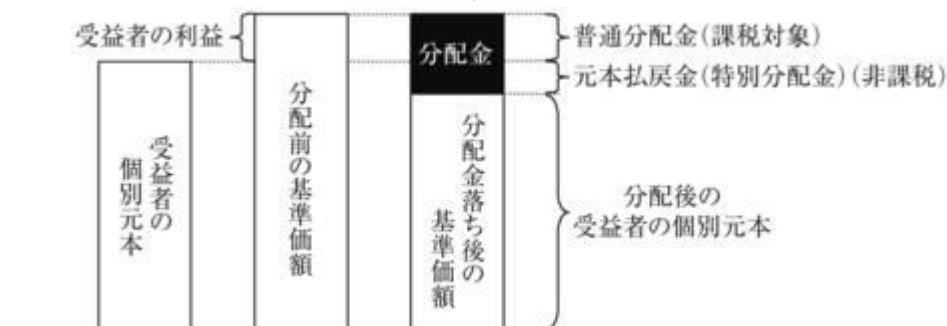 受益者の利益
分配金
普通分配金(課税対象)
元本払戻金(特別分配金)(非課税)
受益者の
個別元本
分配前の基準価額
分配金落ち後の
基準価額
分配後の
受益者の個別元本